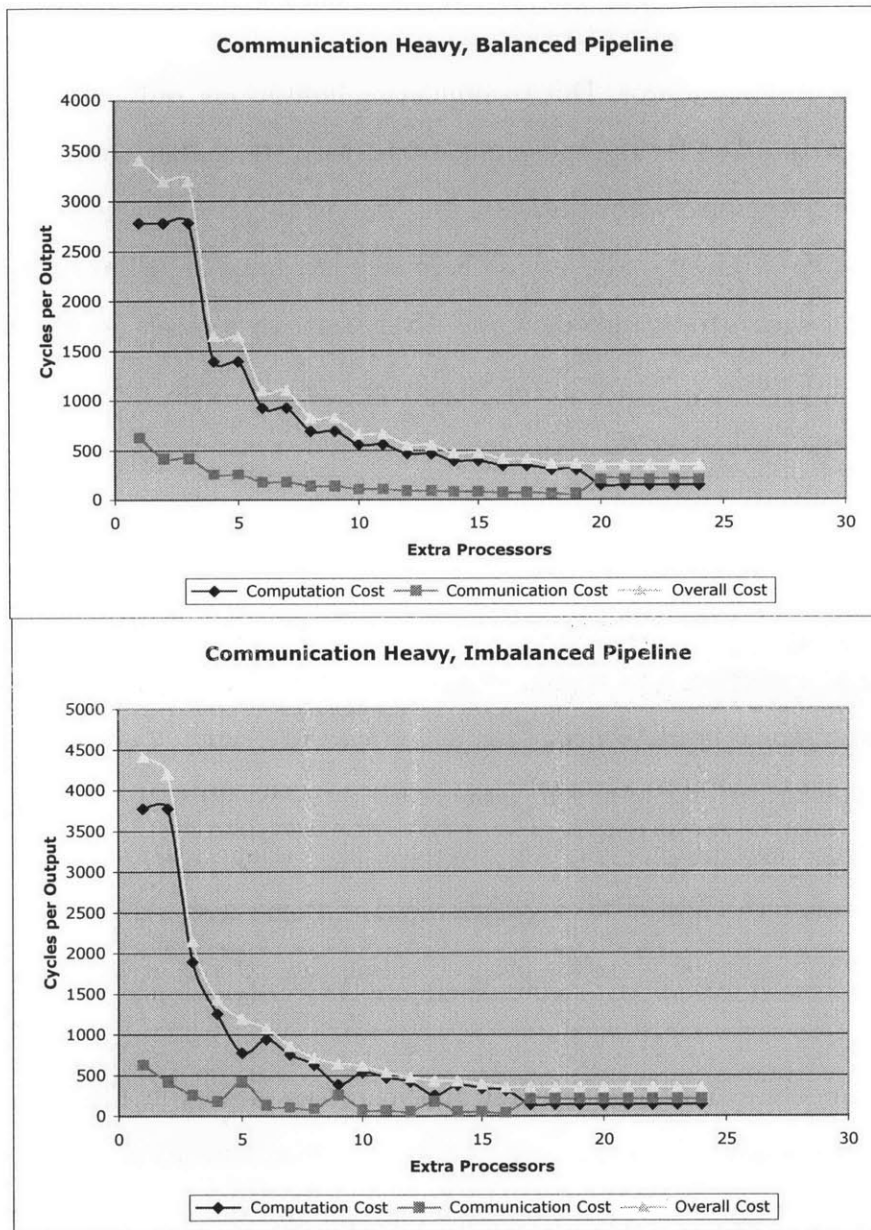 Communication Heavy, Balanced Pipeline
4000
3500
3000
2500
2000
1500
1000
500
0
Cycles per Output
0 5 10 15 20 25 30
Extra Processors
Computation Cost Communication Cost Overall Cost
Communication Heavy, Imbalanced Pipeline
5000
4500
4000
3500
3000
2500
2000
1500
1000
500
0
Cycles per Output
0 5 10 15 20 25 30
Extra Processors
Computation Cost Communication Cost Overall Cost